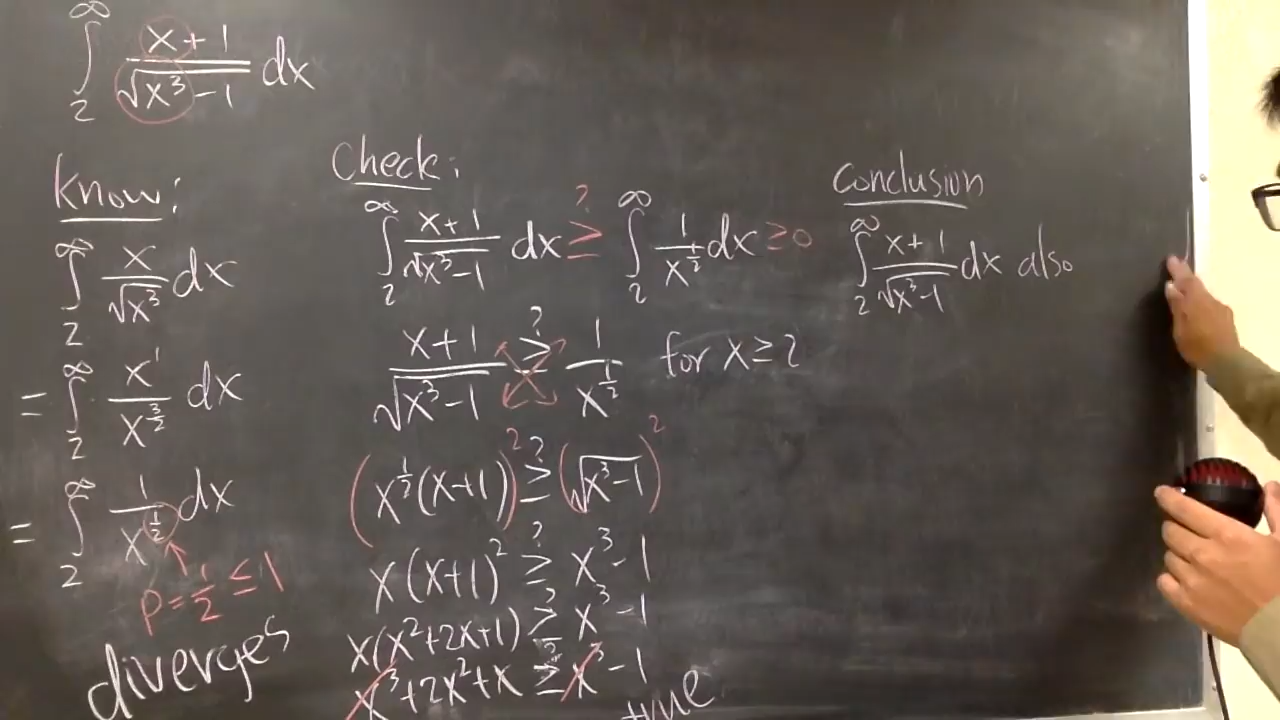 ∫₂^∞ (x+1)/(√(x³-1)) dx
Know:
∫₂^∞ x/√(x³) dx
= ∫₂^∞ x¹/x^(3/2) dx
= ∫₂^∞ 1/x^(1/2) dx
p = 1/2 ≤ 1
diverges
Check:
∫₂^∞ (x+1)/√(x³-1) dx ≥? ∫₂^∞ 1/x^(1/2) dx ≥ 0
(x+1)/√(x³-1) ≥? 1/x^(1/2) for x ≥ 2
(x^(1/2)(x+1))² ≥? (√(x³-1))²
x(x+1)² ≥? x³-1
x(x²+2x+1) ≥? x³-1
x³+2x²+x ≥? x³-1
true
Conclusion
∫₂^∞ (x+1)/√(x³-1) dx also